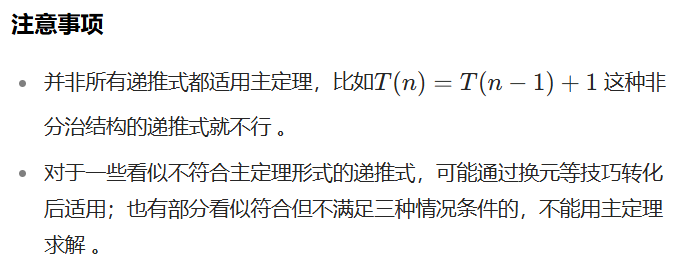 注意事项
并非所有递推式都适用主定理，比如T(n) = T(n − 1) + 1 这种非
分治结构的递推式就不行 。
对于一些看似不符合主定理形式的递推式，可能通过换元等技巧转化
后适用；也有部分看似符合但不满足三种情况条件的，不能用主定理
求解 。